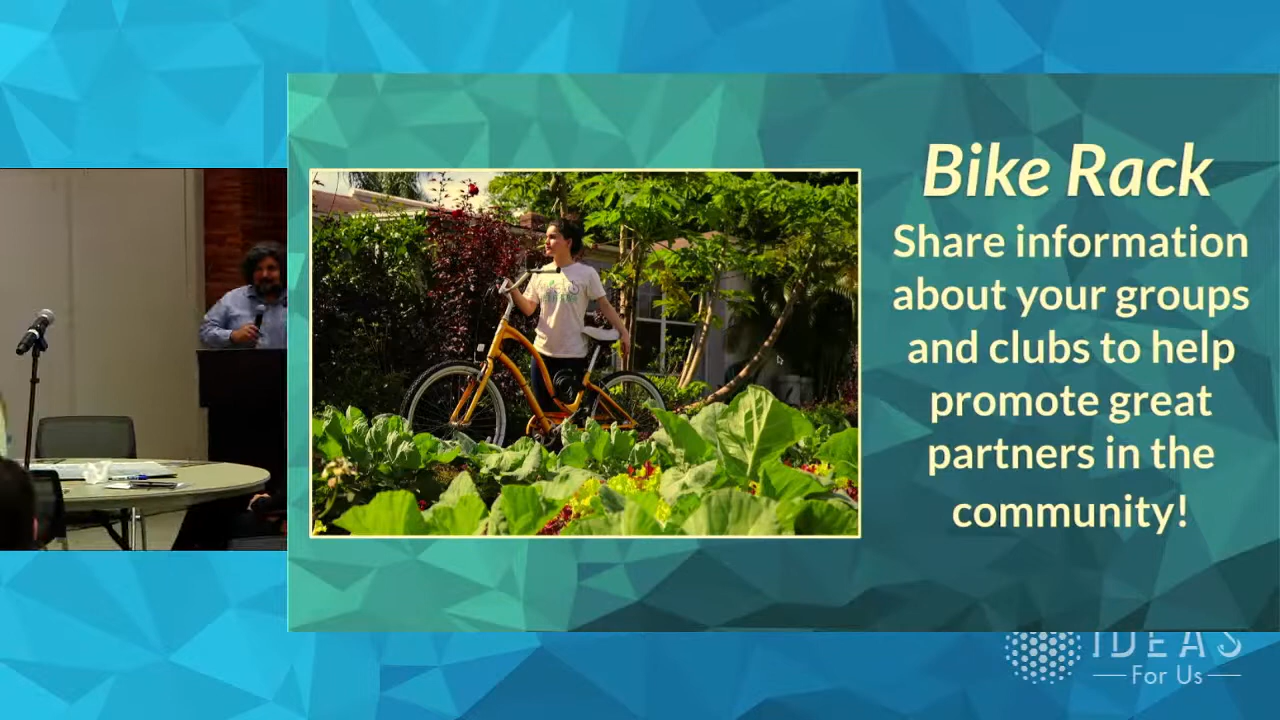 Bike Rack
Share information
about your groups
and clubs to help
promote great
partners in the
community!
IDEAS
For Us